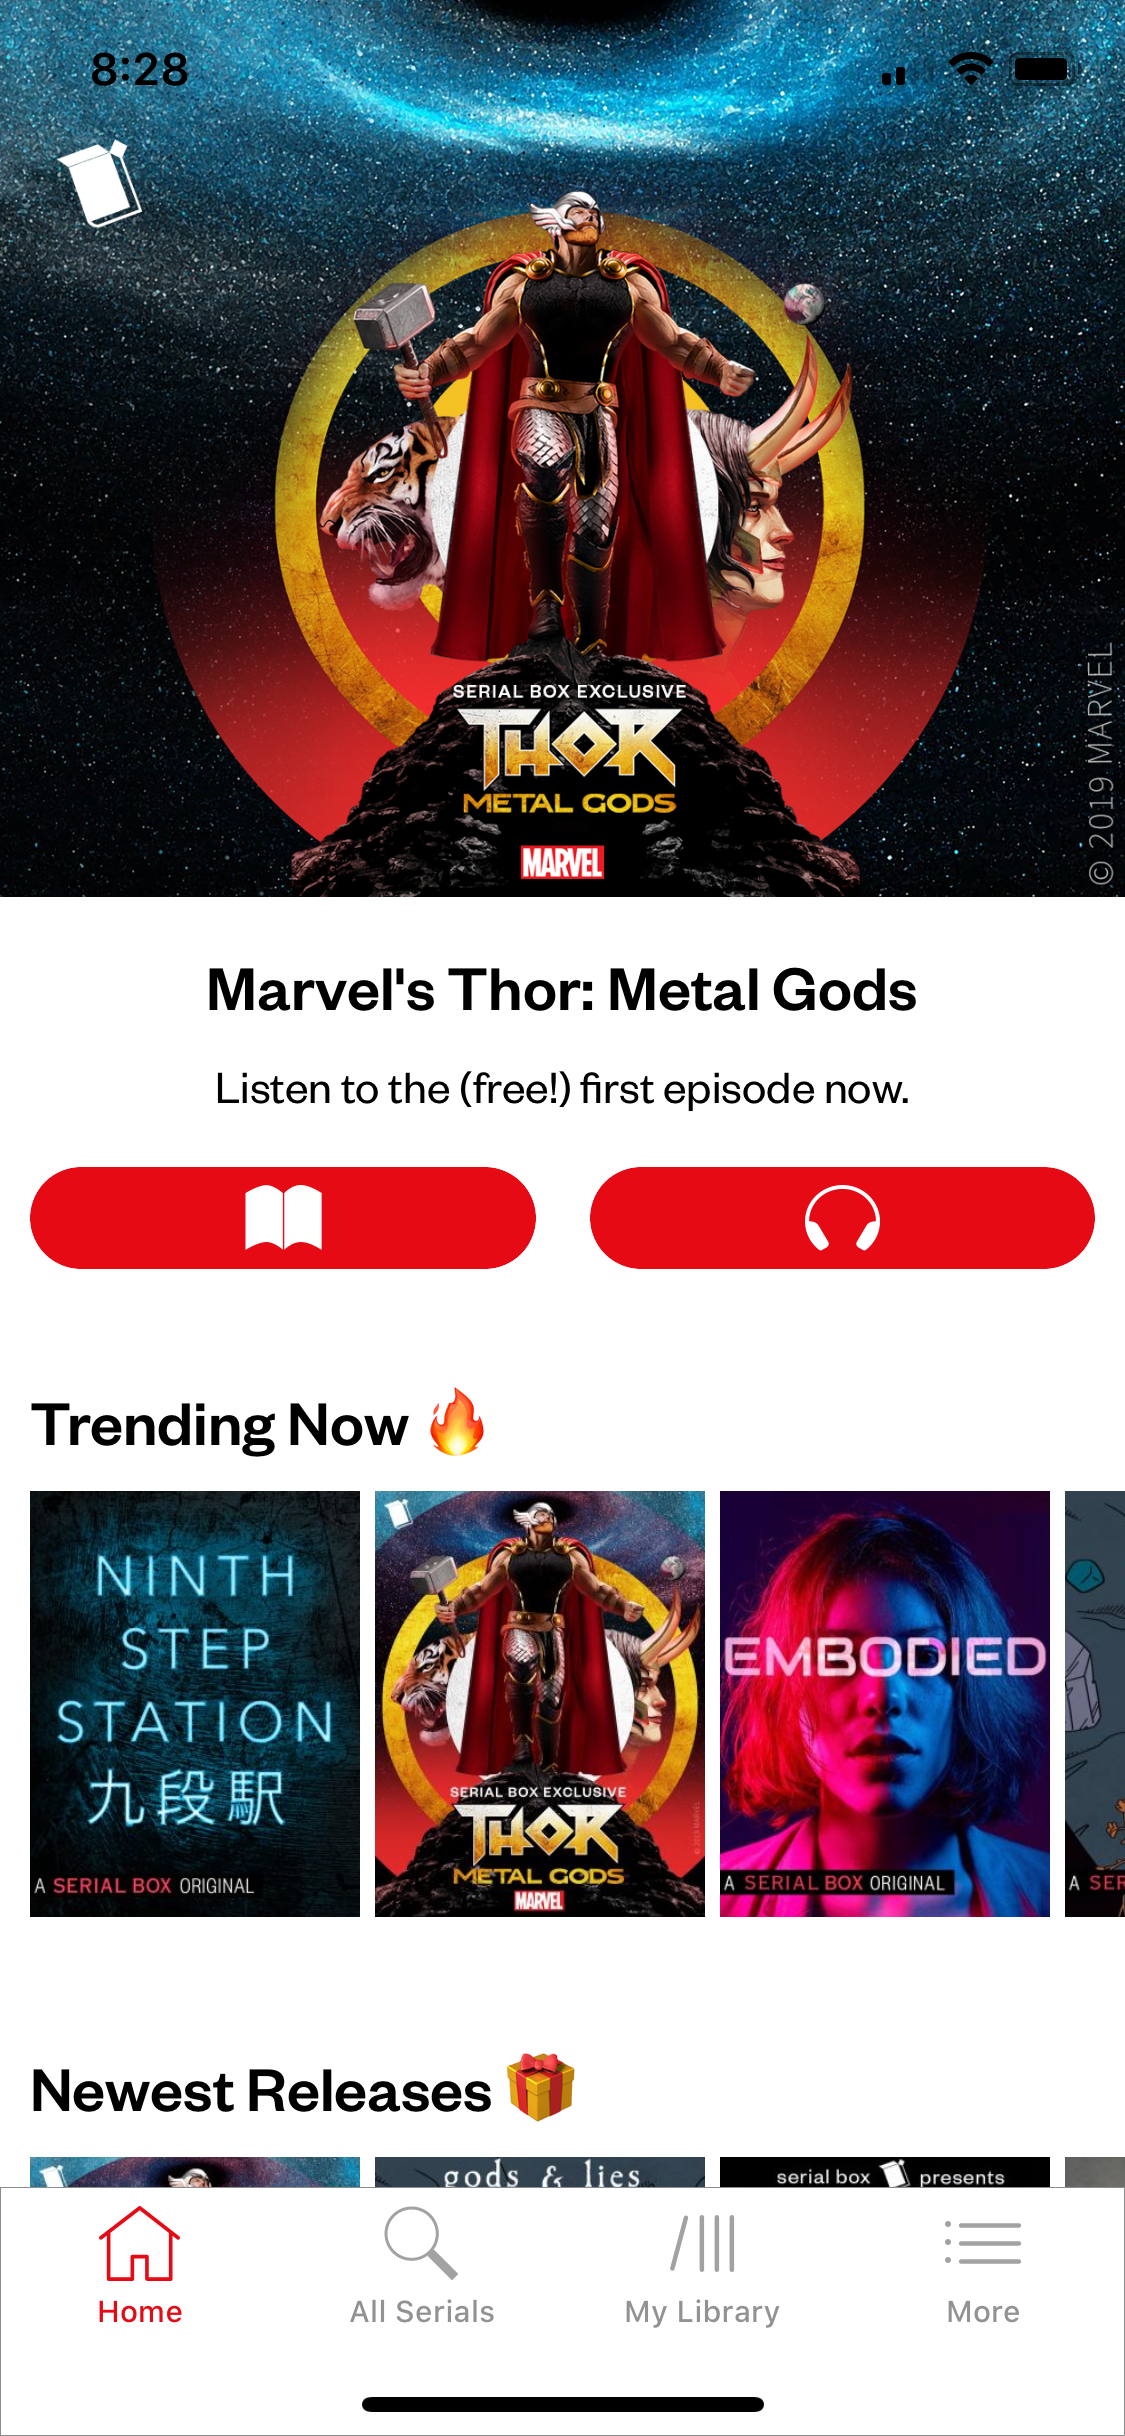 8:28
SERIAL BOX EXCLUSIVE
THOR
METAL GODS
MARVEL
© 2019 MARVEL
Marvel's Thor: Metal Gods
Listen to the (free!) first episode now.
Trending Now 🔥
NINTH
STEP
STATION
九段駅
A SERIAL BOX ORIGINAL
SERIAL BOX EXCLUSIVE
THOR
METAL GODS
MARVEL
© 2019 MARVEL
EMBODIED
A SERIAL BOX ORIGINAL
A SER
Newest Releases 🎁
gods & lies
serial box presents
Home
All Serials
My Library
More